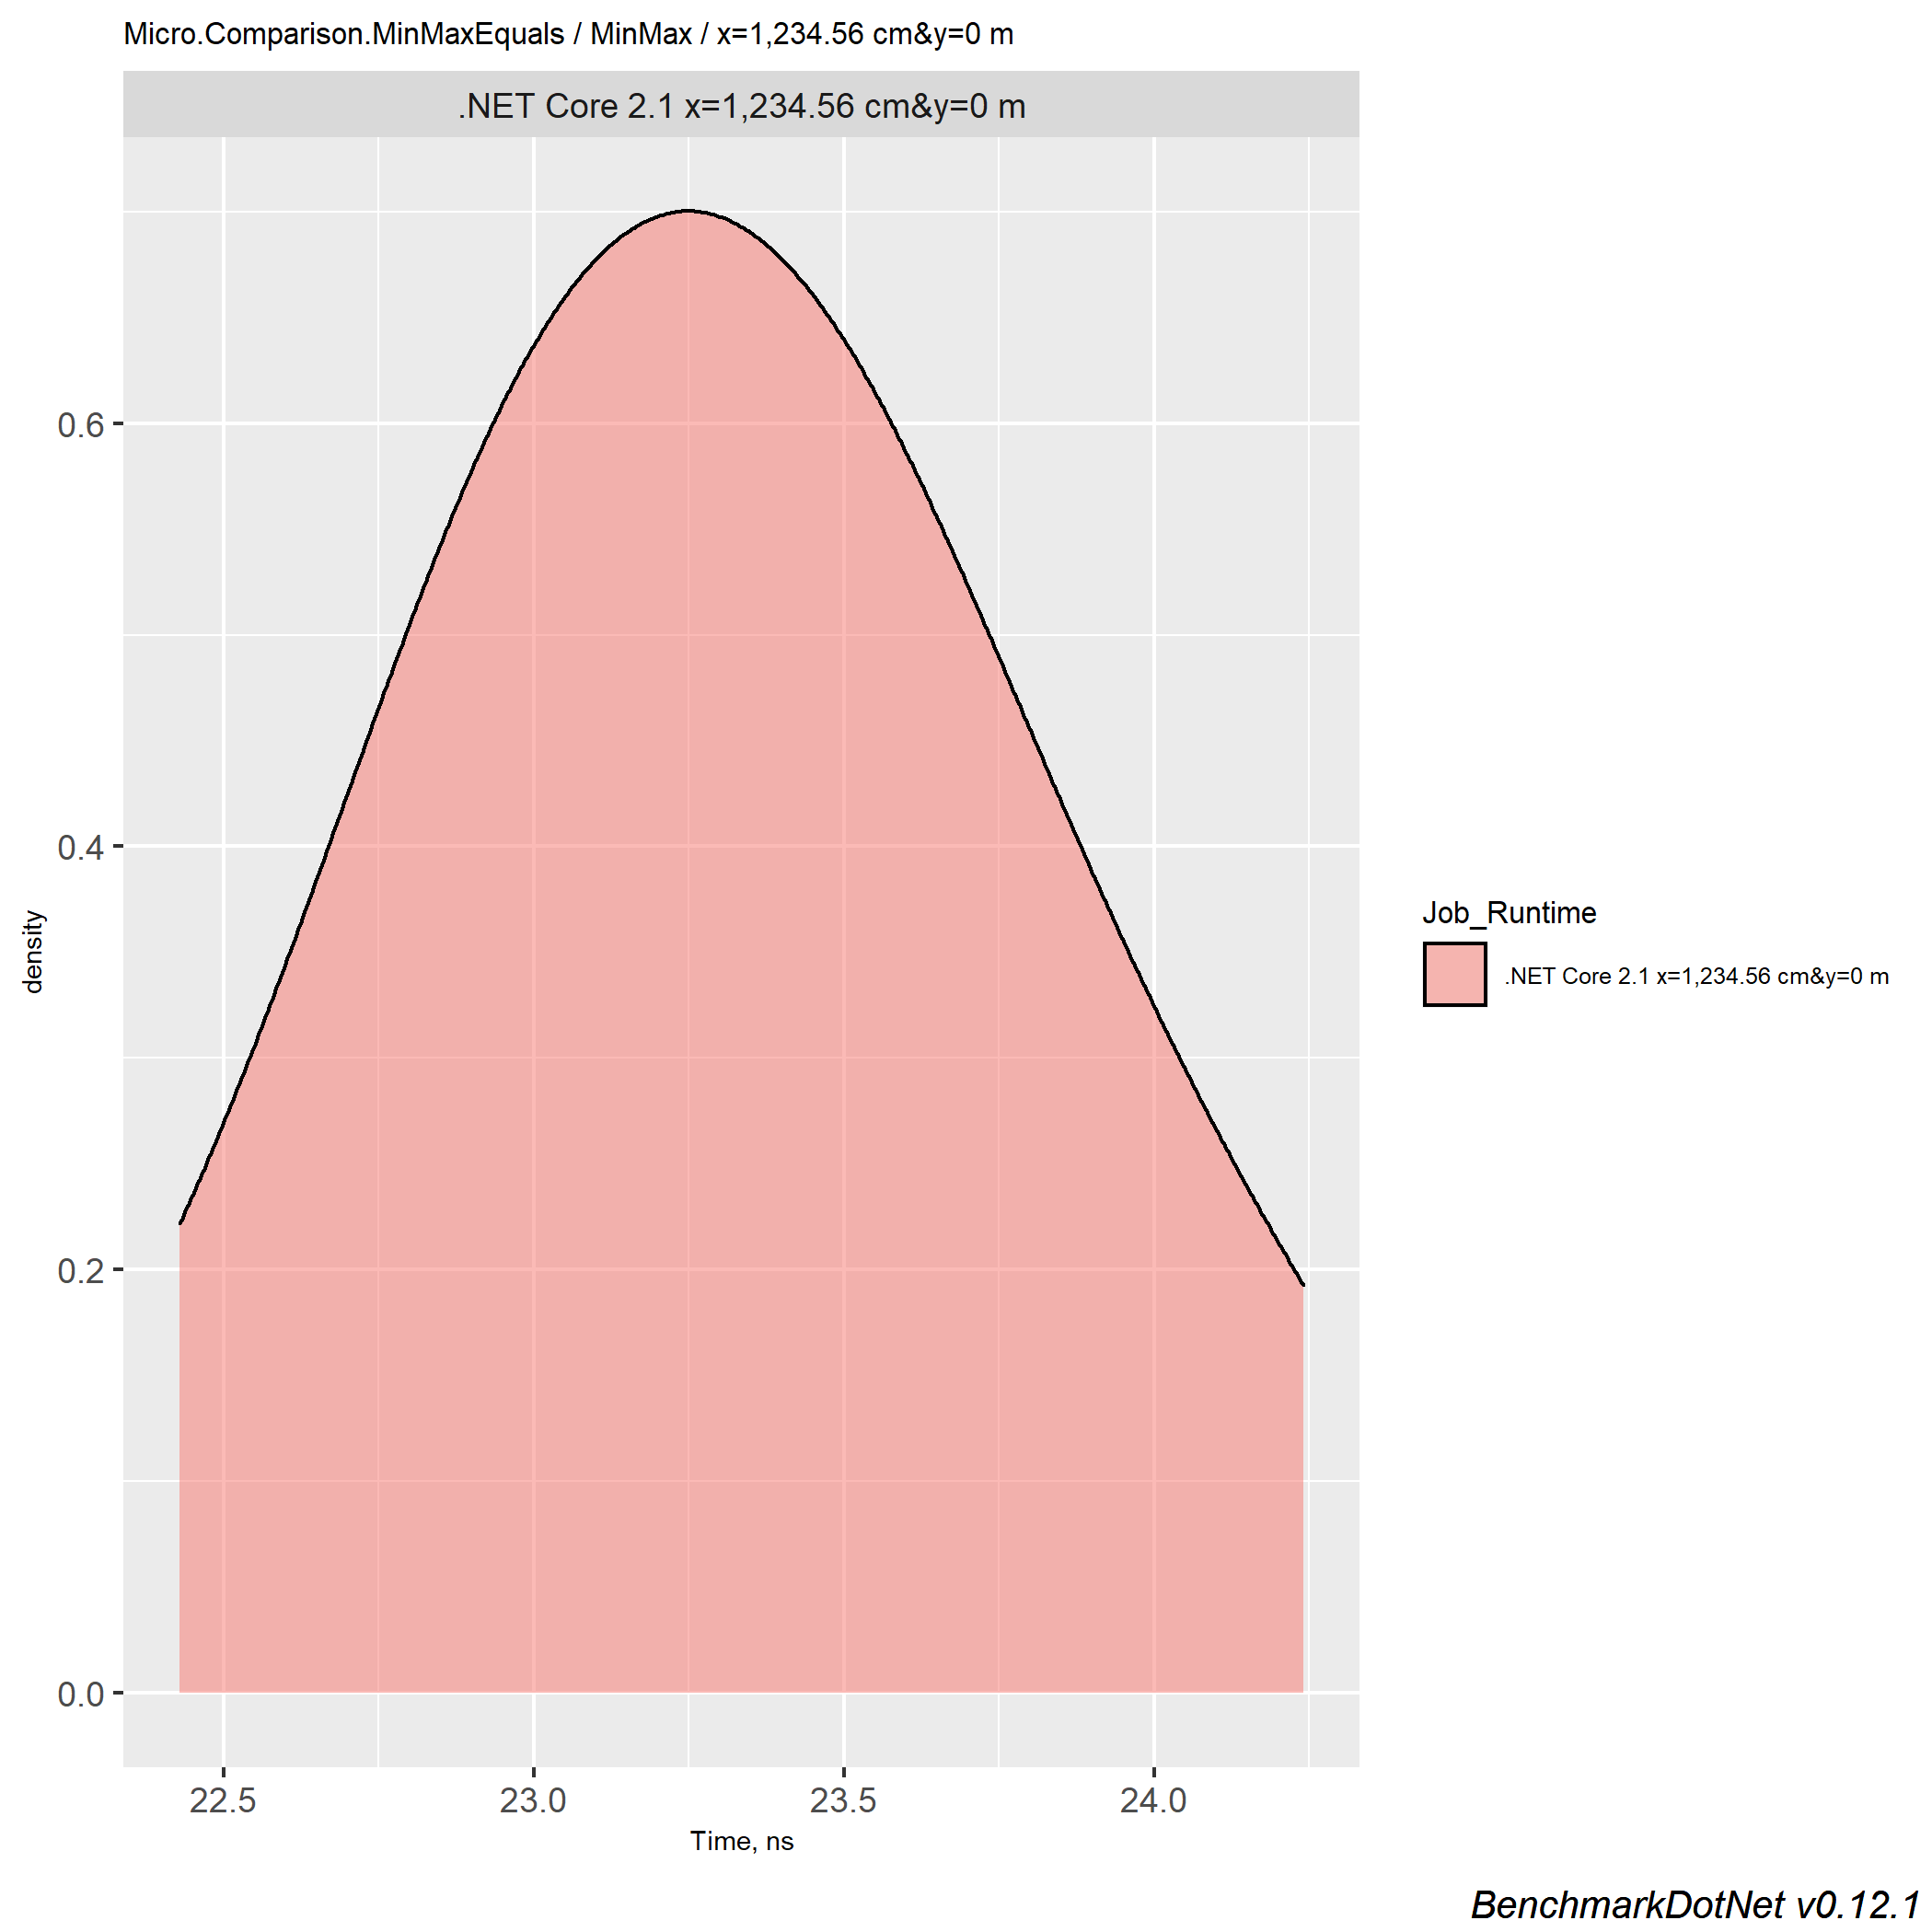 Micro.Comparison.MinMaxEquals / MinMax / x=1,234.56 cm&y=0 m
.NET Core 2.1 x=1,234.56 cm&y=0 m
0.6
0.4
0.2
0.0
density
22.5 23.0 23.5 24.0
Time, ns
Job_Runtime
.NET Core 2.1 x=1,234.56 cm&y=0 m
BenchmarkDotNet v0.12.1